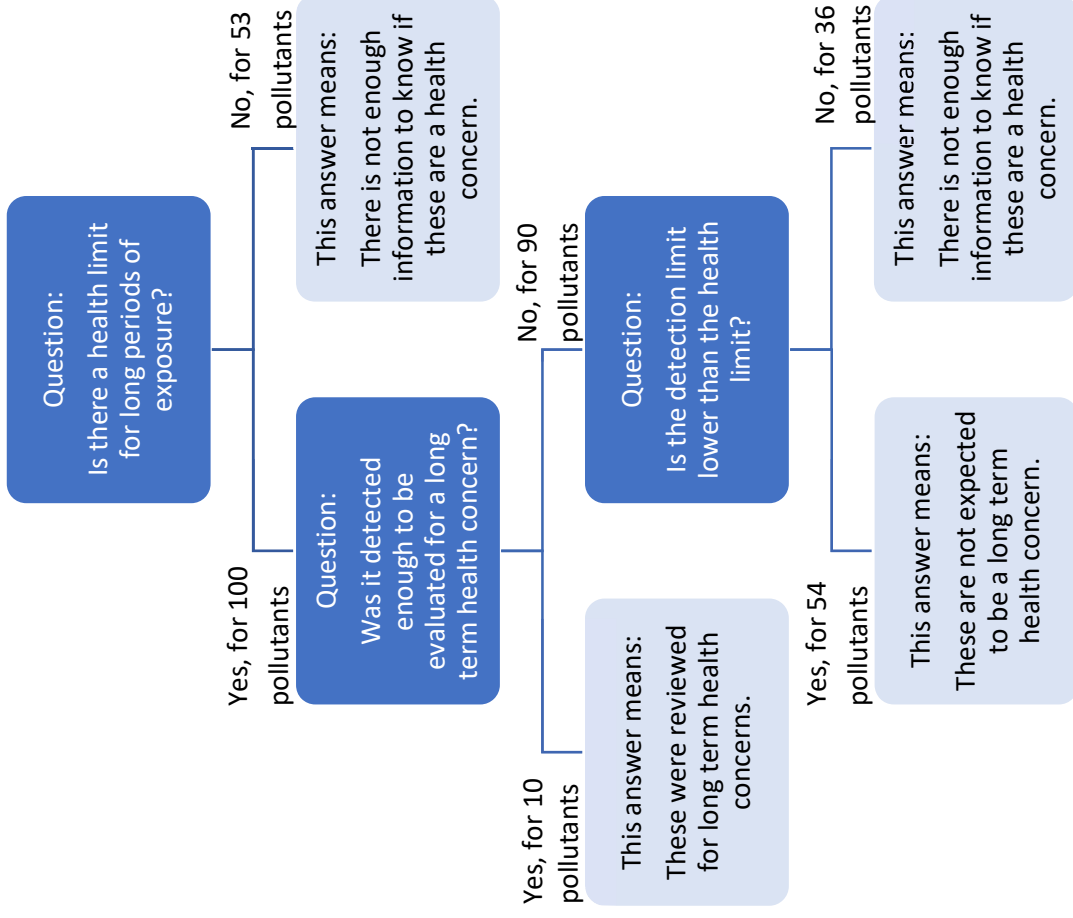 Question:
Is there a health limit
for long periods of
exposure?
Yes, for 100
pollutants
No, for 53
pollutants
Question:
Was it detected
enough to be
evaluated for a long
term health concern?
This answer means:
There is not enough
information to know if
these are a health
concern.
Yes, for 10
pollutants
No, for 90
pollutants
This answer means:
These were reviewed
for long term health
concerns.
Question:
Is the detection limit
lower than the health
limit?
Yes, for 54
pollutants
No, for 36
pollutants
This answer means:
These are not expected
to be a long term
health concern.
This answer means:
There is not enough
information to know if
these are a health
concern.